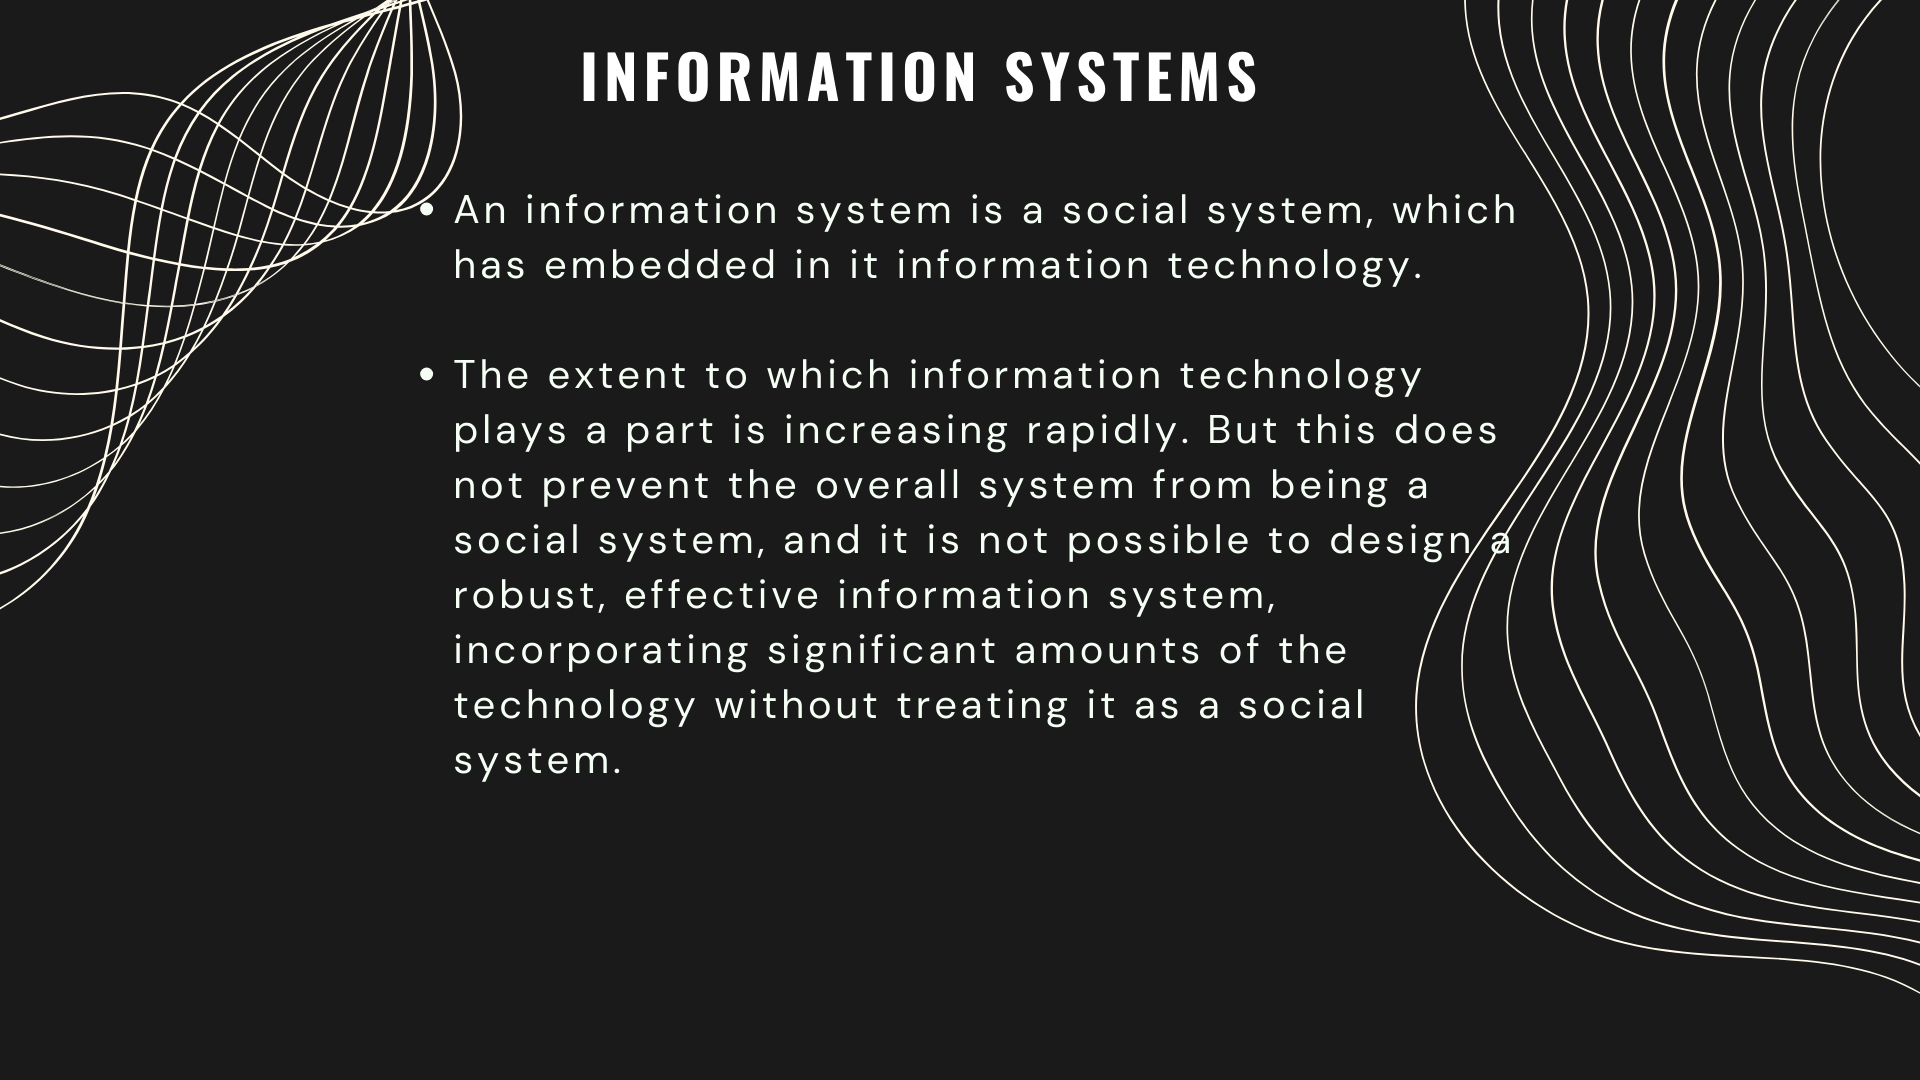 INFORMATION SYSTEMS
• An information system is a social system, which
has embedded in it information technology.
• The extent to which information technology
plays a part is increasing rapidly. But this does
not prevent the overall system from being a
social system, and it is not possible to design a
robust, effective information system,
incorporating significant amounts of the
technology without treating it as a social
system.